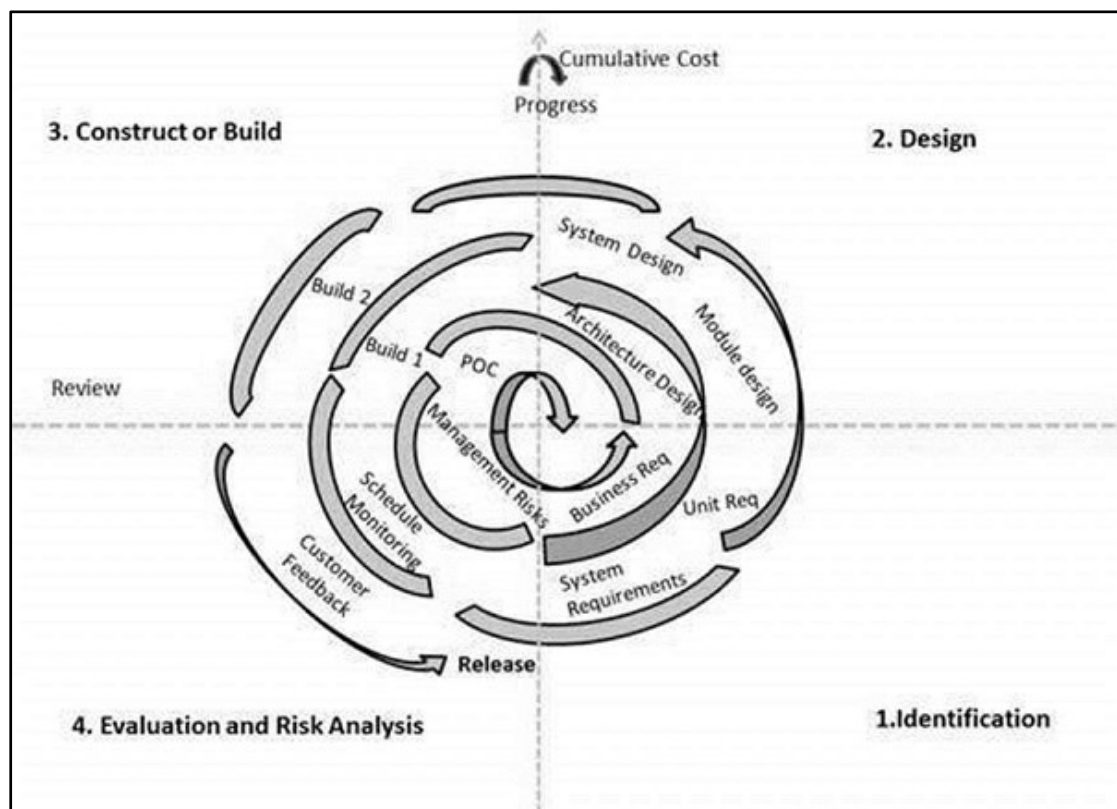 Cumulative Cost
Progress
3. Construct or Build
2. Design
System Design
Build 2
Module design
Architecture Design
Build 1
POC
Review
Management Risks
Business Req
Unit Req
Schedule
Monitoring
System
Requirements
Customer
Feedback
Release
4. Evaluation and Risk Analysis
1.Identification